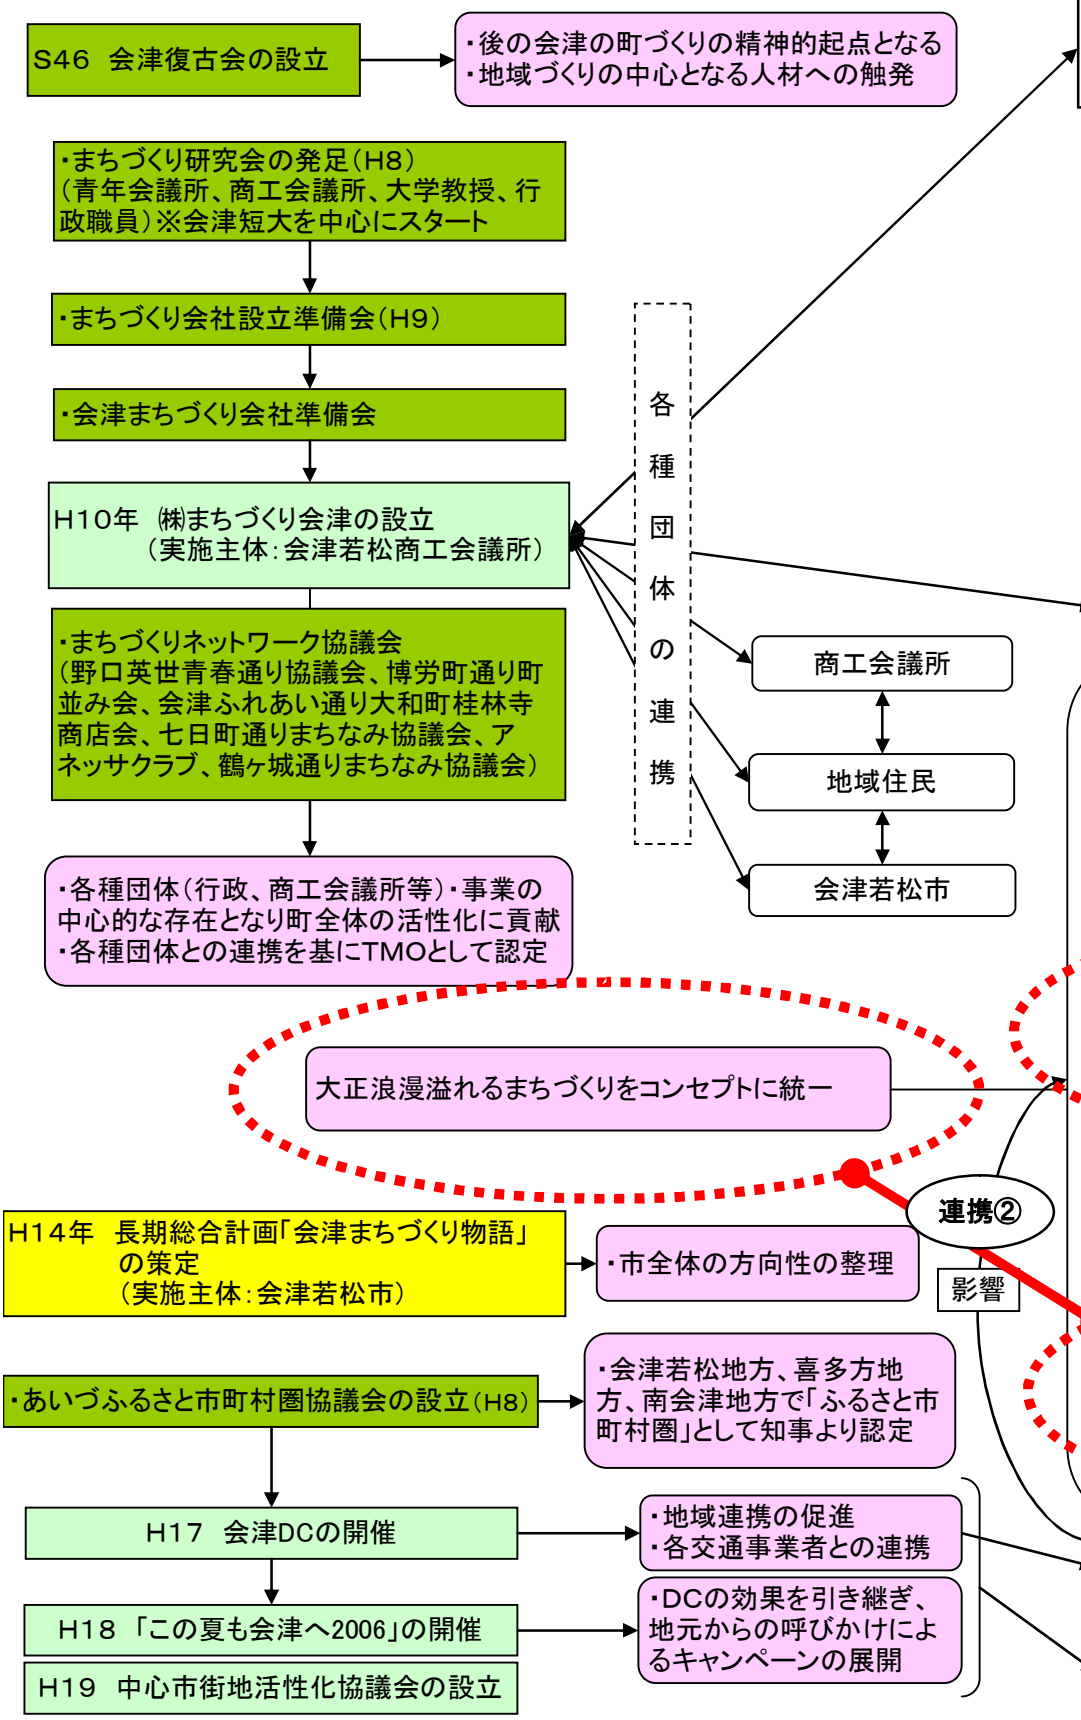 S46　会津復古会の設立
・後の会津の町づくりの精神的起点となる
・地域づくりの中心となる人材への触発
・まちづくり研究会の発足（H8）
（青年会議所、商工会議所、大学教授、行
政職員）※会津短大を中心にスタート
・まちづくり会社設立準備会（H9）
・会津まちづくり会社準備会
H10年　㈱まちづくり会津の設立
（実施主体：会津若松商工会議所）
・まちづくりネットワーク協議会
（野口英世青春通り協議会、博労町通り町
並み会、会津ふれあい通り大和町桂林寺
商店会、七日町通りまちなみ協議会、ア
ネッサクラブ、鶴ヶ城通りまちなみ協議会）
・各種団体（行政、商工会議所等）・事業の
中心的な存在となり町全体の活性化に貢献
・各種団体との連携を基にTMOとして認定
各種団体の連携
商工会議所
地域住民
会津若松市
大正浪漫溢れるまちづくりをコンセプトに統一
連携②
影響
H14年　長期総合計画「会津まちづくり物語」
の策定
（実施主体：会津若松市）
・市全体の方向性の整理
・あいづふるさと市町村圏協議会の設立（H8）
・会津若松地方、喜多方地
方、南会津地方で「ふるさと市
町村圏」として知事より認定
H17　会津DCの開催
・地域連携の促進
・各交通事業者との連携
H18　「この夏も会津へ2006」の開催
・DCの効果を引き継ぎ、
地元からの呼びかけによ
るキャンペーンの展開
H19　中心市街地活性化協議会の設立